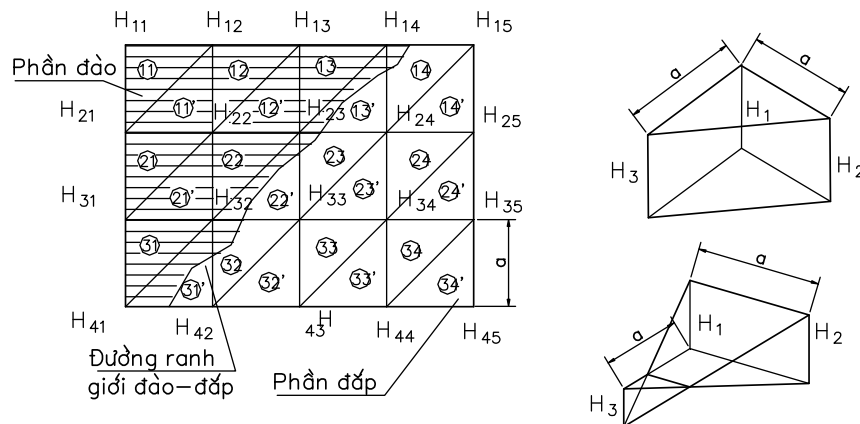 H11 H12 H13 H14 H15
Phần đào
11 12 13 14
11' 12' 13' 14'
H21 H22 H23 H24 H25
21 22 23 24
21' 22' 23' 24'
H31 H32 H33 H34 H35
31 32 33 34
31' 32' 33' 34'
a
H41 H42 43 H H44 H45
Đường ranh
giới đào-đắp
Phần đắp
a a
H1
H3 H2
a
a
H1 H2
H3